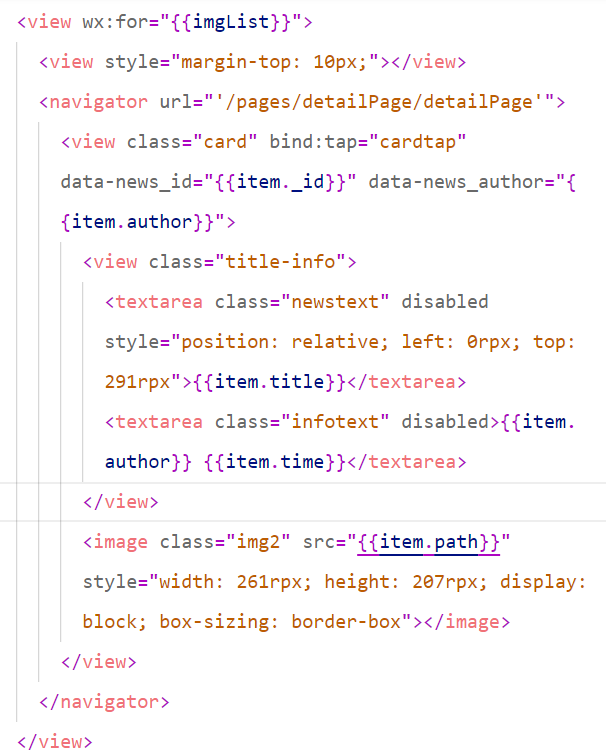 <view wx:for="{{imgList}}">
<view style="margin-top: 10px;"></view>
<navigator url="'/pages/detailPage/detailPage'">
<view class="card" bind:tap="cardtap"
data-news_id="{{item._id}}" data-news_author="{
{item.author}}">
<view class="title-info">
<textarea class="newstext" disabled
style="position: relative; left: 0rpx; top:
291rpx">{{item.title}}</textarea>
<textarea class="infotext" disabled>{{item.
author}} {{item.time}}</textarea>
</view>
<image class="img2" src="{{item.path}}"
style="width: 261rpx; height: 207rpx; display:
block; box-sizing: border-box"></image>
</view>
</navigator>
</view>